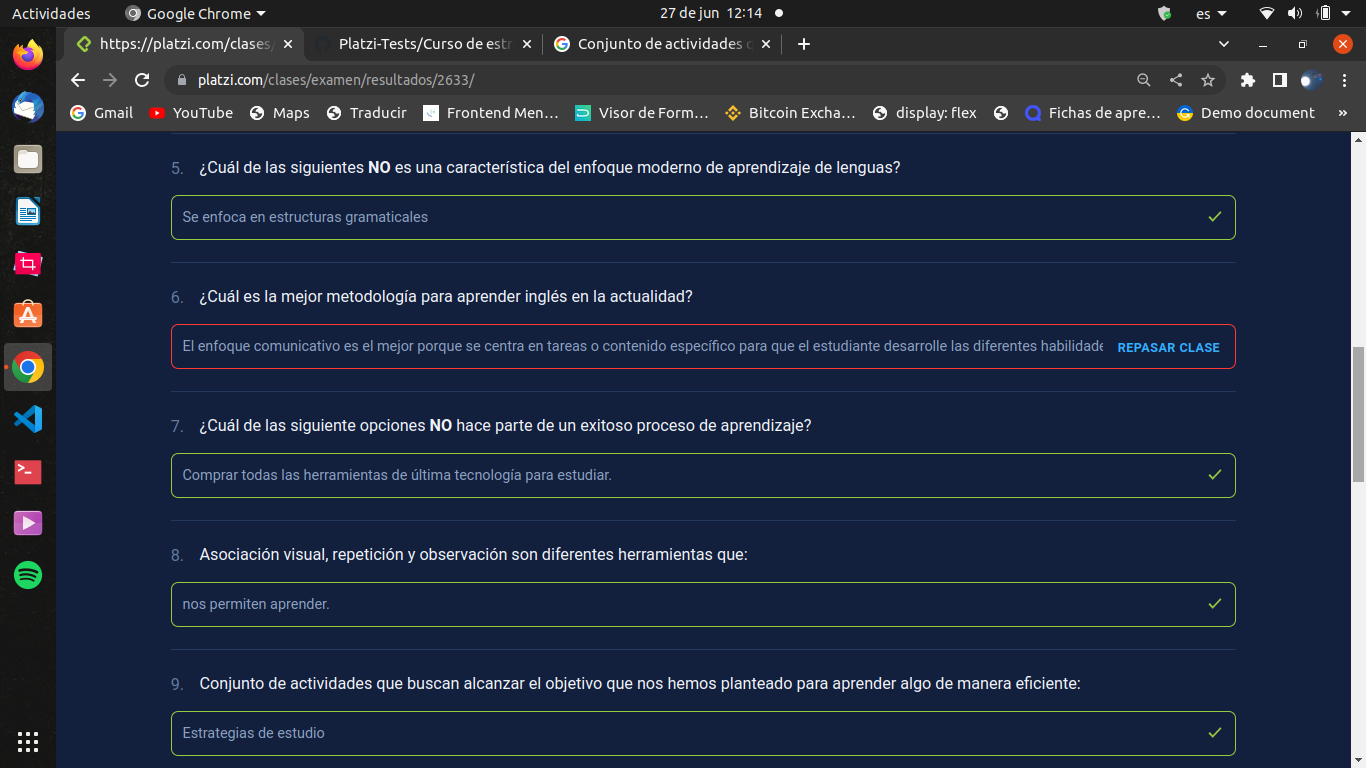 Actividades
Google Chrome
27 de jun 12:14
es
https://platzi.com/clases/
Platzi-Tests/Curso de estr
Conjunto de actividades q
platzi.com/clases/examen/resultados/2633/
Gmail
YouTube
Maps
Traducir
Frontend Men...
Visor de Form...
Bitcoin Excha...
display: flex
Fichas de apre...
Demo document
»
5. ¿Cuál de las siguientes NO es una característica del enfoque moderno de aprendizaje de lenguas?
Se enfoca en estructuras gramaticales
6. ¿Cuál es la mejor metodología para aprender inglés en la actualidad?
El enfoque comunicativo es el mejor porque se centra en tareas o contenido específico para que el estudiante desarrolle las diferentes habilidade
REPASAR CLASE
7. ¿Cuál de las siguiente opciones NO hace parte de un exitoso proceso de aprendizaje?
Comprar todas las herramientas de última tecnología para estudiar.
8. Asociación visual, repetición y observación son diferentes herramientas que:
nos permiten aprender.
9. Conjunto de actividades que buscan alcanzar el objetivo que nos hemos planteado para aprender algo de manera eficiente:
Estrategias de estudio